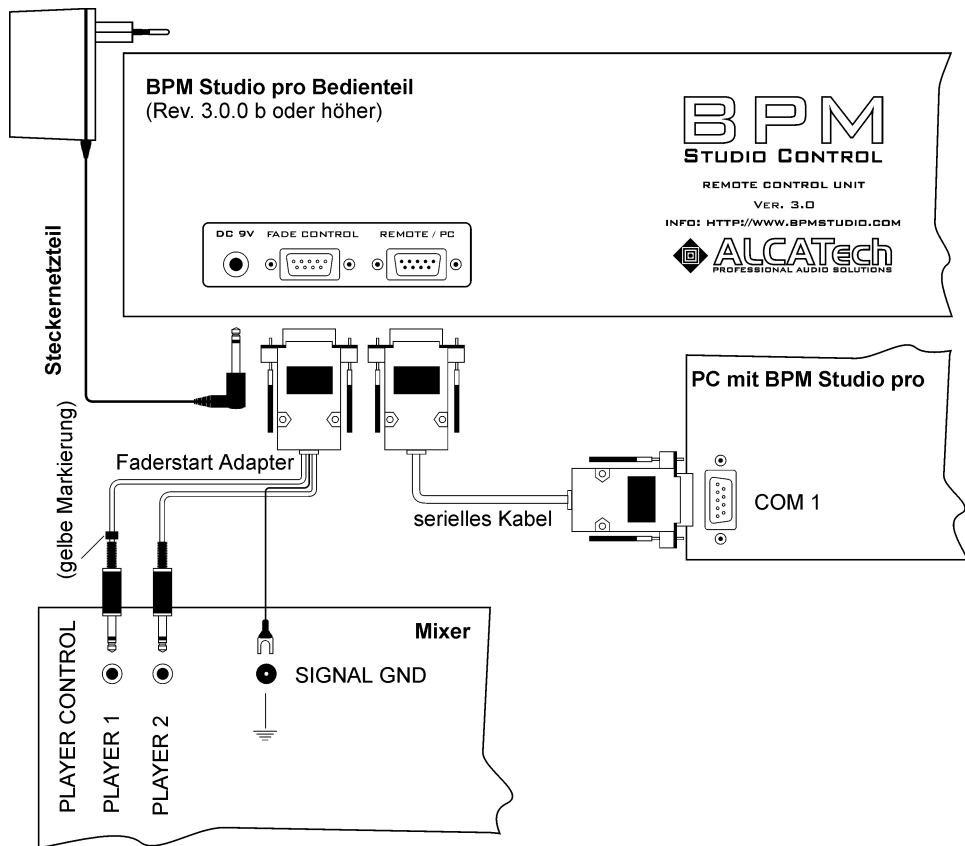 BPM Studio pro Bedienteil
(Rev. 3.0.0 b oder höher)
BPM
STUDIO CONTROL
REMOTE CONTROL UNIT
VER. 3.0
INFO: HTTP://WWW.BPMSTUDIO.COM
ALCATech
PROFESSIONAL AUDIO SOLUTIONS
DC 9V FADE CONTROL REMOTE / PC
Steckernetzteil
PC mit BPM Studio pro
COM 1
Faderstart Adapter
serielles Kabel
(gelbe Markierung)
Mixer
SIGNAL GND
PLAYER CONTROL
PLAYER 1
PLAYER 2